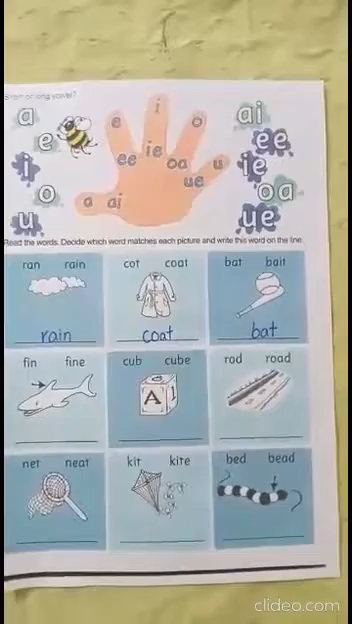 Short or long vowel?
a e i o u
e i o u a
ee ie oa ue ai
ai ee ie oa ue
Read the words. Decide which word matches each picture and write this word on the line.
ran rain cot coat bat bait
rain coat bat
fin fine cub cube rod road
A
net neat kit kite bed bead
clideo.com